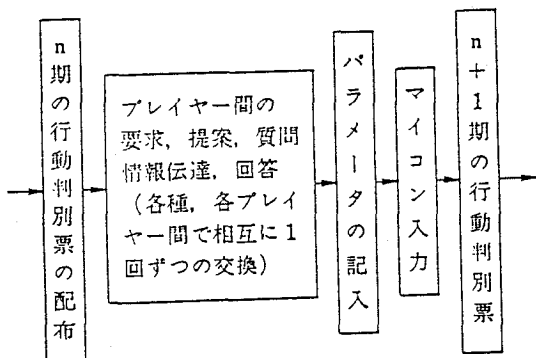 n期の行動判別票の配布
プレイヤー間の
要求，提案，質問
情報伝達，回答
（各種，各プレイ
ヤー間で相互に1
回ずつの交換）
パラメータの記入
マイコン入力
n+1期の行動判別票